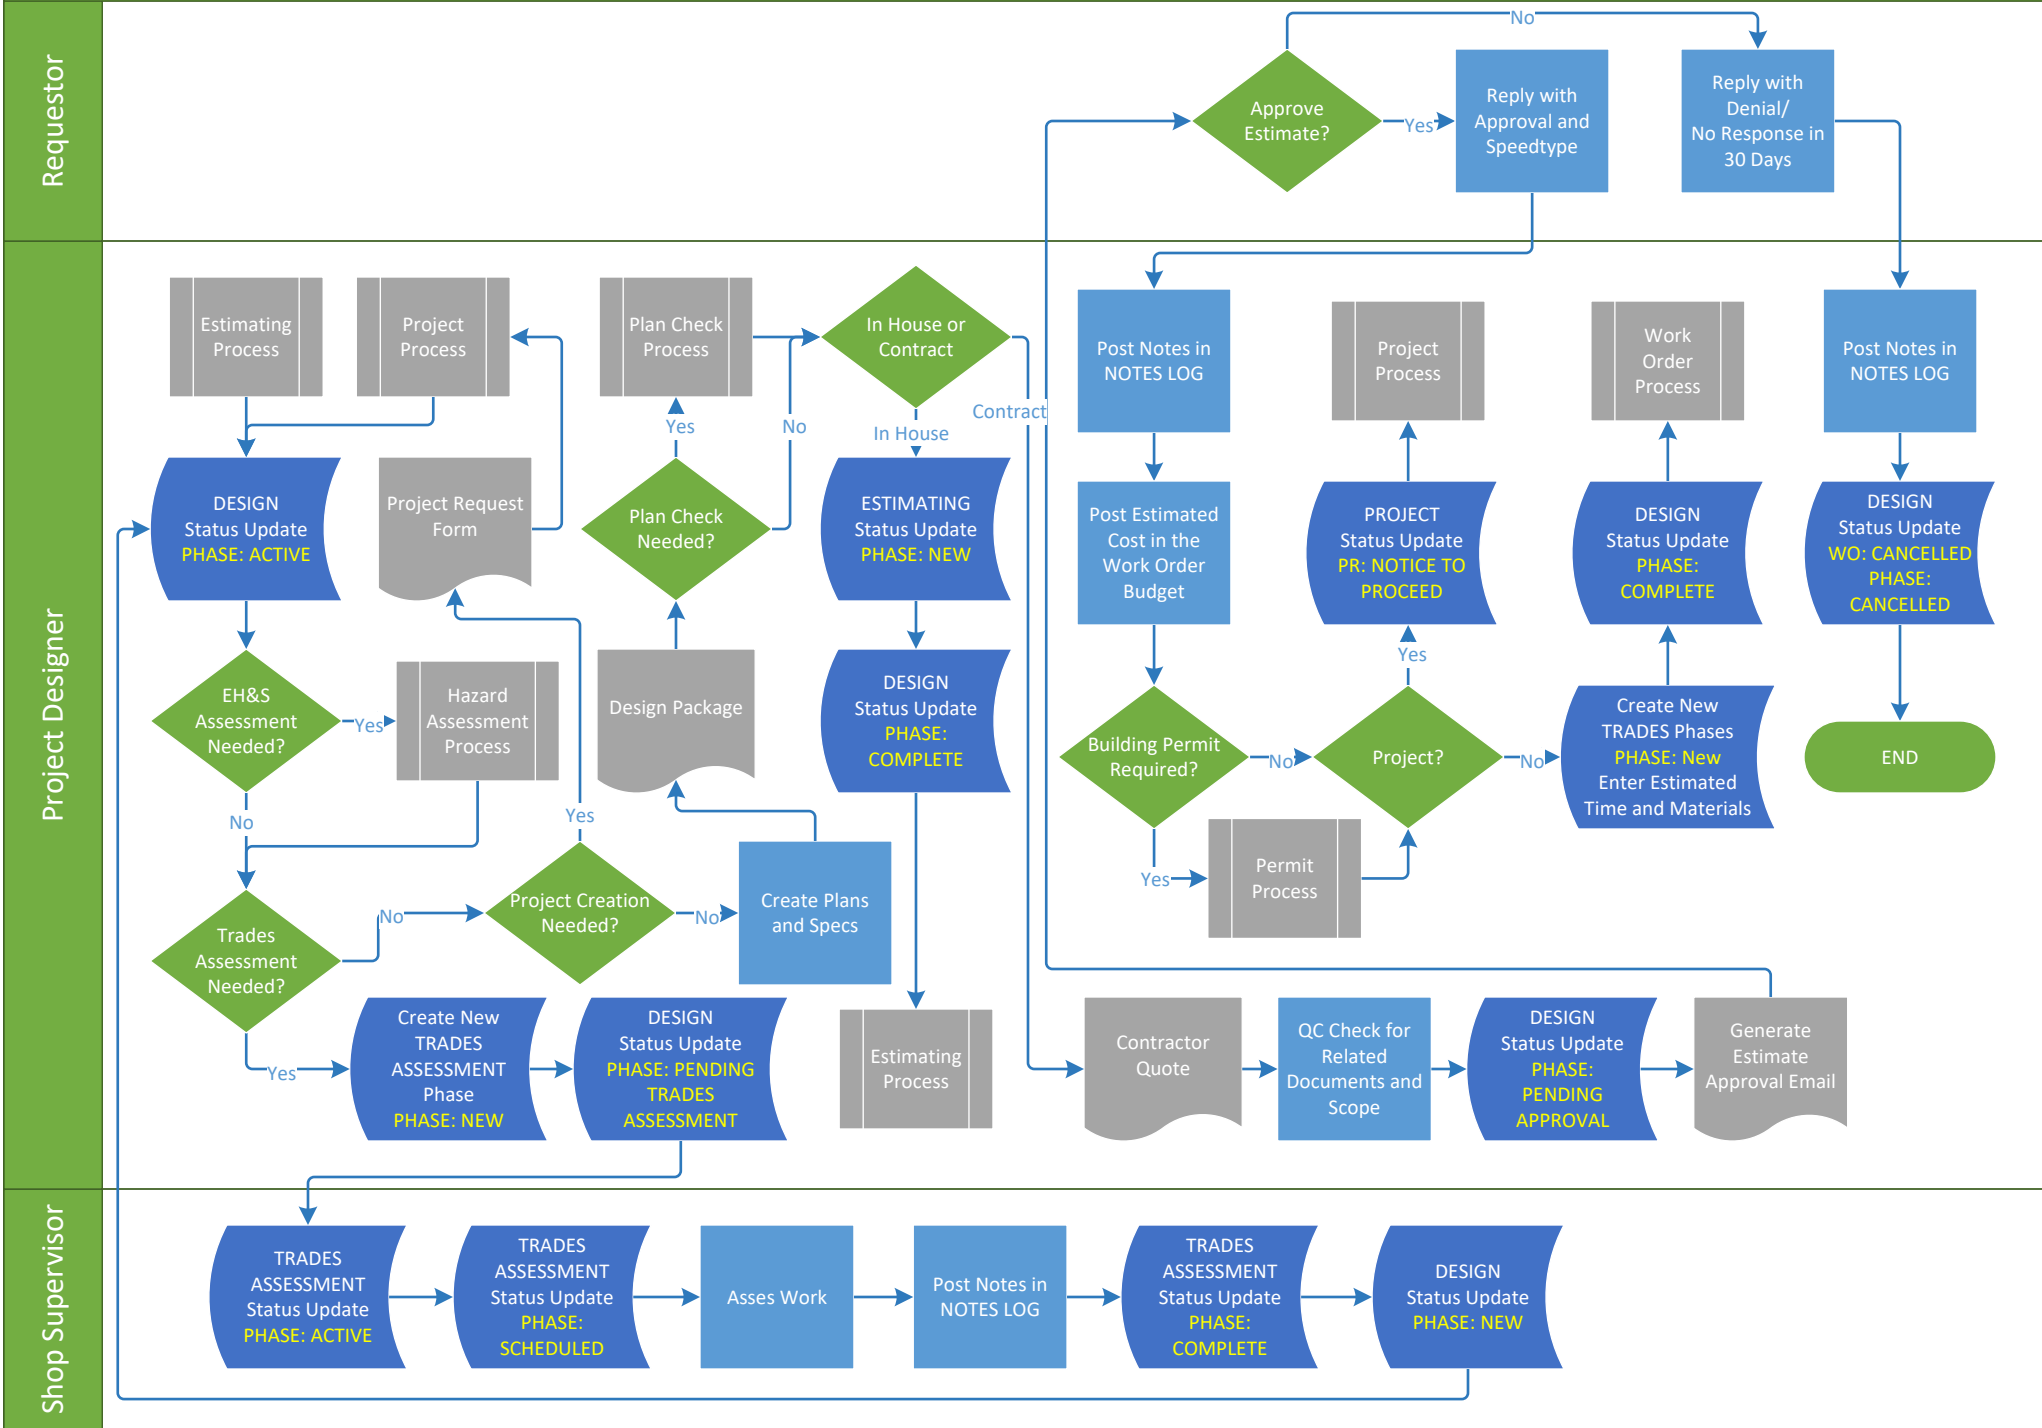 Requestor
No
Approve
Estimate?
Yes
Reply with
Approval and
Speedtype
Reply with
Denial/
No Response in
30 Days
Project Designer
Estimating
Process
Project
Process
Plan Check
Process
In House or
Contract
Post Notes in
NOTES LOG
Project
Process
Work
Order
Process
Post Notes in
NOTES LOG
Yes
No
In House
Contract
DESIGN
Status Update
PHASE: ACTIVE
Project Request
Form
Plan Check
Needed?
ESTIMATING
Status Update
PHASE: NEW
Post Estimated
Cost in the
Work Order
Budget
PROJECT
Status Update
PR: NOTICE TO
PROCEED
DESIGN
Status Update
PHASE:
COMPLETE
DESIGN
Status Update
WO: CANCELLED
PHASE:
CANCELLED
EH&S
Assessment
Needed?
Yes
Hazard
Assessment
Process
Design Package
DESIGN
Status Update
PHASE:
COMPLETE
Yes
Building Permit
Required?
No
Project?
No
Create New
TRADES Phases
PHASE: New
Enter Estimated
Time and Materials
END
No
Yes
Yes
Permit
Process
Trades
Assessment
Needed?
No
Project Creation
Needed?
No
Create Plans
and Specs
Yes
Create New
TRADES
ASSESSMENT
Phase
PHASE: NEW
DESIGN
Status Update
PHASE: PENDING
TRADES
ASSESSMENT
Estimating
Process
Contractor
Quote
QC Check for
Related
Documents and
Scope
DESIGN
Status Update
PHASE:
PENDING
APPROVAL
Generate
Estimate
Approval Email
Shop Supervisor
TRADES
ASSESSMENT
Status Update
PHASE: ACTIVE
TRADES
ASSESSMENT
Status Update
PHASE:
SCHEDULED
Asses Work
Post Notes in
NOTES LOG
TRADES
ASSESSMENT
Status Update
PHASE:
COMPLETE
DESIGN
Status Update
PHASE: NEW